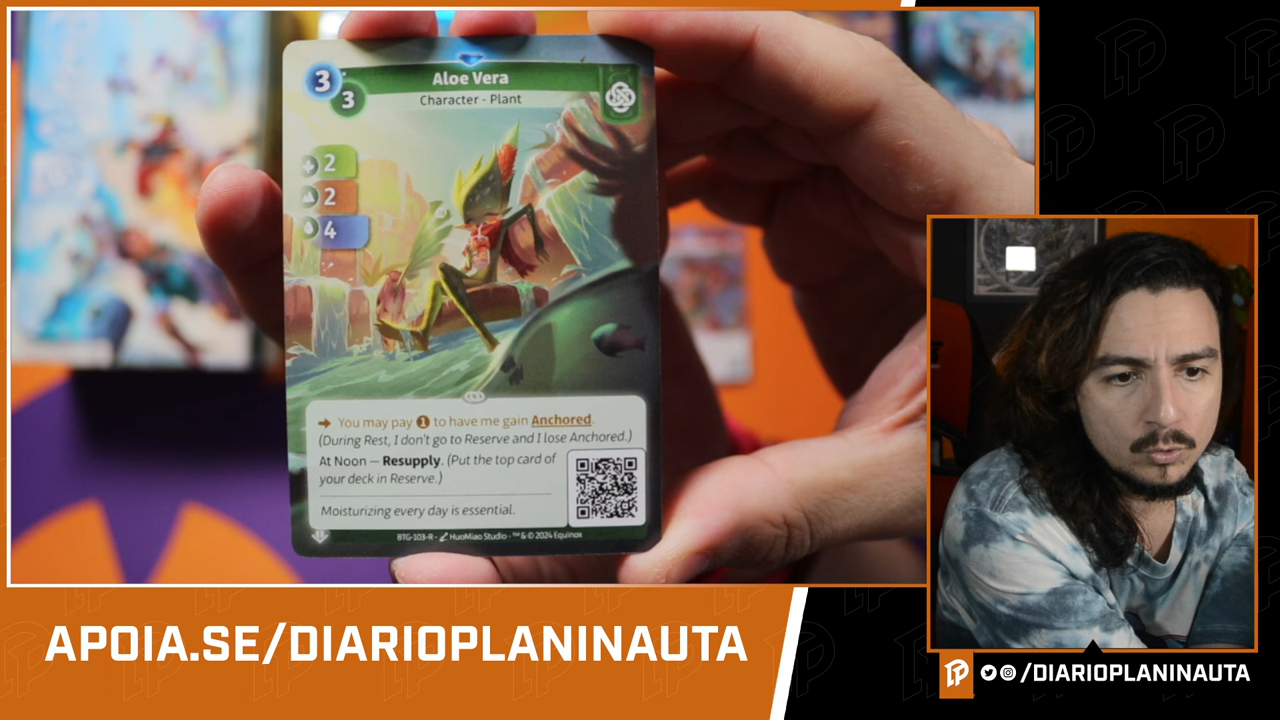 3
3
Aloe Vera
Character - Plant
2
2
4
You may pay 1 to have me gain Anchored.
(During Rest, I don't go to Reserve and I lose Anchored.)
At Noon — Resupply. (Put the top card of
your deck in Reserve.)
Moisturizing every day is essential.
BTG-103-R - HuoMiao Studio - ™ & © 2024 Equinox
APOIA.SE/DIARIOPLANINAUTA
/DIARIOPLANINAUTA